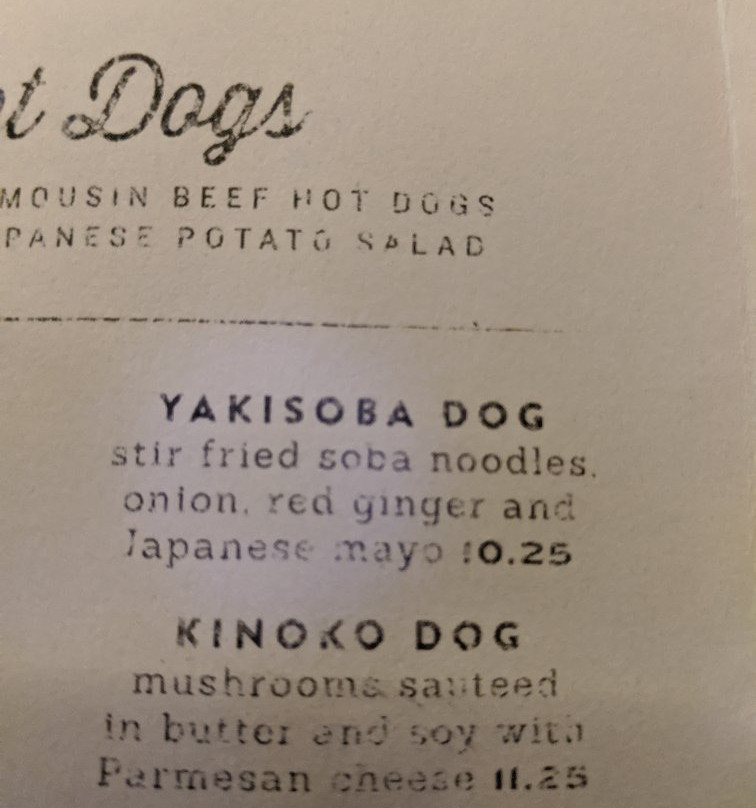 t Dogs
MOUSIN BEEF HOT DOGS
PANESE POTATO SALAD
YAKISOBA DOG
stir fried soba noodles,
onion, red ginger and
Japanese mayo 10.25
KINOKO DOG
mushrooms sauteed
in butter and soy with
Parmesan cheese 11.25